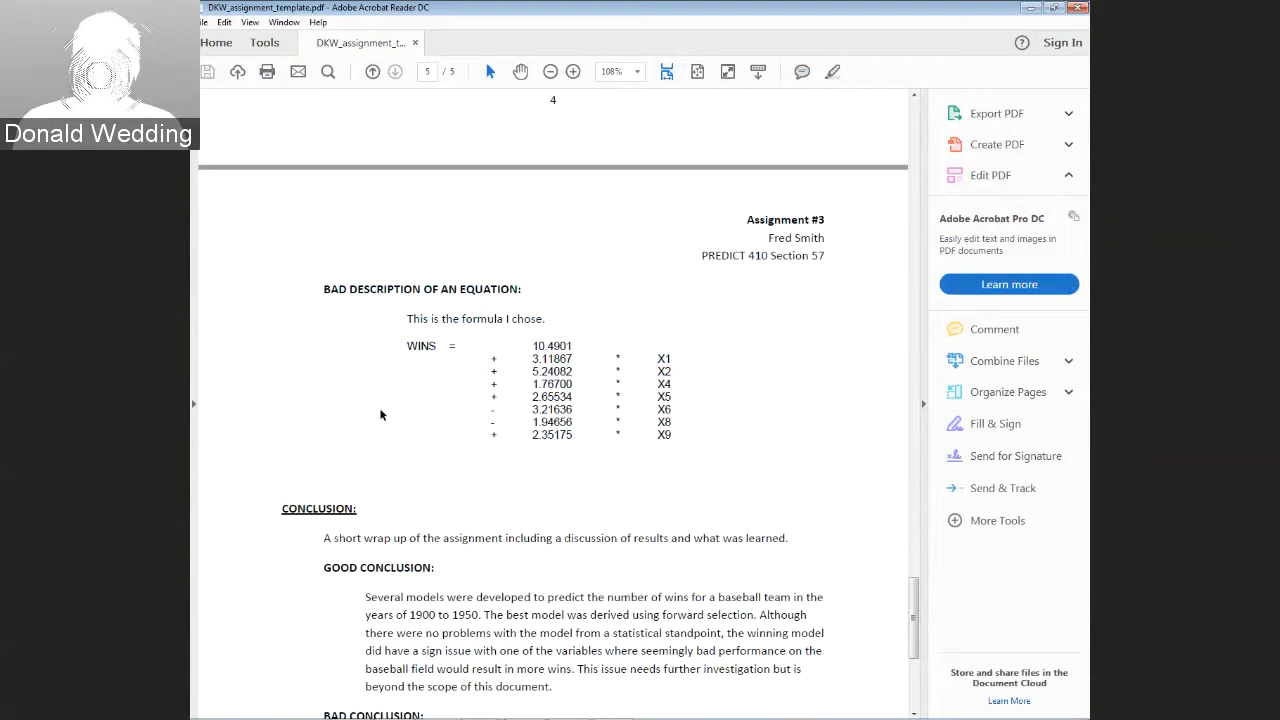 DKW_assignment_template.pdf - Adobe Acrobat Reader DC
ile Edit View Window Help
Home Tools DKW_assignment_t... × Sign In
5 / 5 108%
Donald Wedding
4
Assignment #3
Fred Smith
PREDICT 410 Section 57
BAD DESCRIPTION OF AN EQUATION:
This is the formula I chose.
WINS = 10.4901
+ 3.11867 * X1
+ 5.24082 * X2
+ 1.76700 * X4
+ 2.65534 * X5
- 3.21636 * X6
- 1.94656 * X8
+ 2.35175 * X9
CONCLUSION:
A short wrap up of the assignment including a discussion of results and what was learned.
GOOD CONCLUSION:
Several models were developed to predict the number of wins for a baseball team in the
years of 1900 to 1950. The best model was derived using forward selection. Although
there were no problems with the model from a statistical standpoint, the winning model
did have a sign issue with one of the variables where seemingly bad performance on the
baseball field would result in more wins. This issue needs further investigation but is
beyond the scope of this document.
BAD CONCLUSION:
Export PDF
Create PDF
Edit PDF
Adobe Acrobat Pro DC
Easily edit text and images in
PDF documents
Learn more
Comment
Combine Files
Organize Pages
Fill & Sign
Send for Signature
Send & Track
More Tools
Store and share files in the
Document Cloud
Learn More